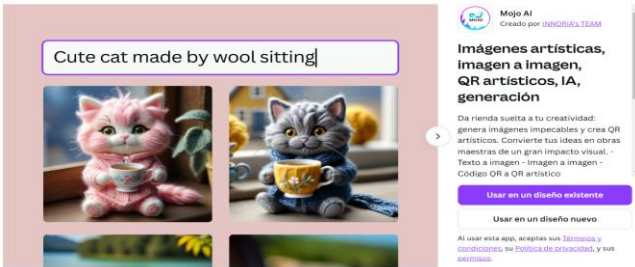 Cute cat made by wool sitting
Mojo AI
Creado por INNORIA's TEAM
Imágenes artísticas,
imagen a imagen,
QR artísticos, IA,
generación
Da rienda suelta a tu creatividad:
genera imágenes impecables y crea QR
artísticos. Convierte tus ideas en obras
maestras de un gran impacto visual. -
Texto a imagen - Imagen a imagen -
Código QR a QR artístico
Usar en un diseño existente
Usar en un diseño nuevo
Al usar esta app, aceptas sus Términos y
condiciones, su Política de privacidad, y sus
permisos.